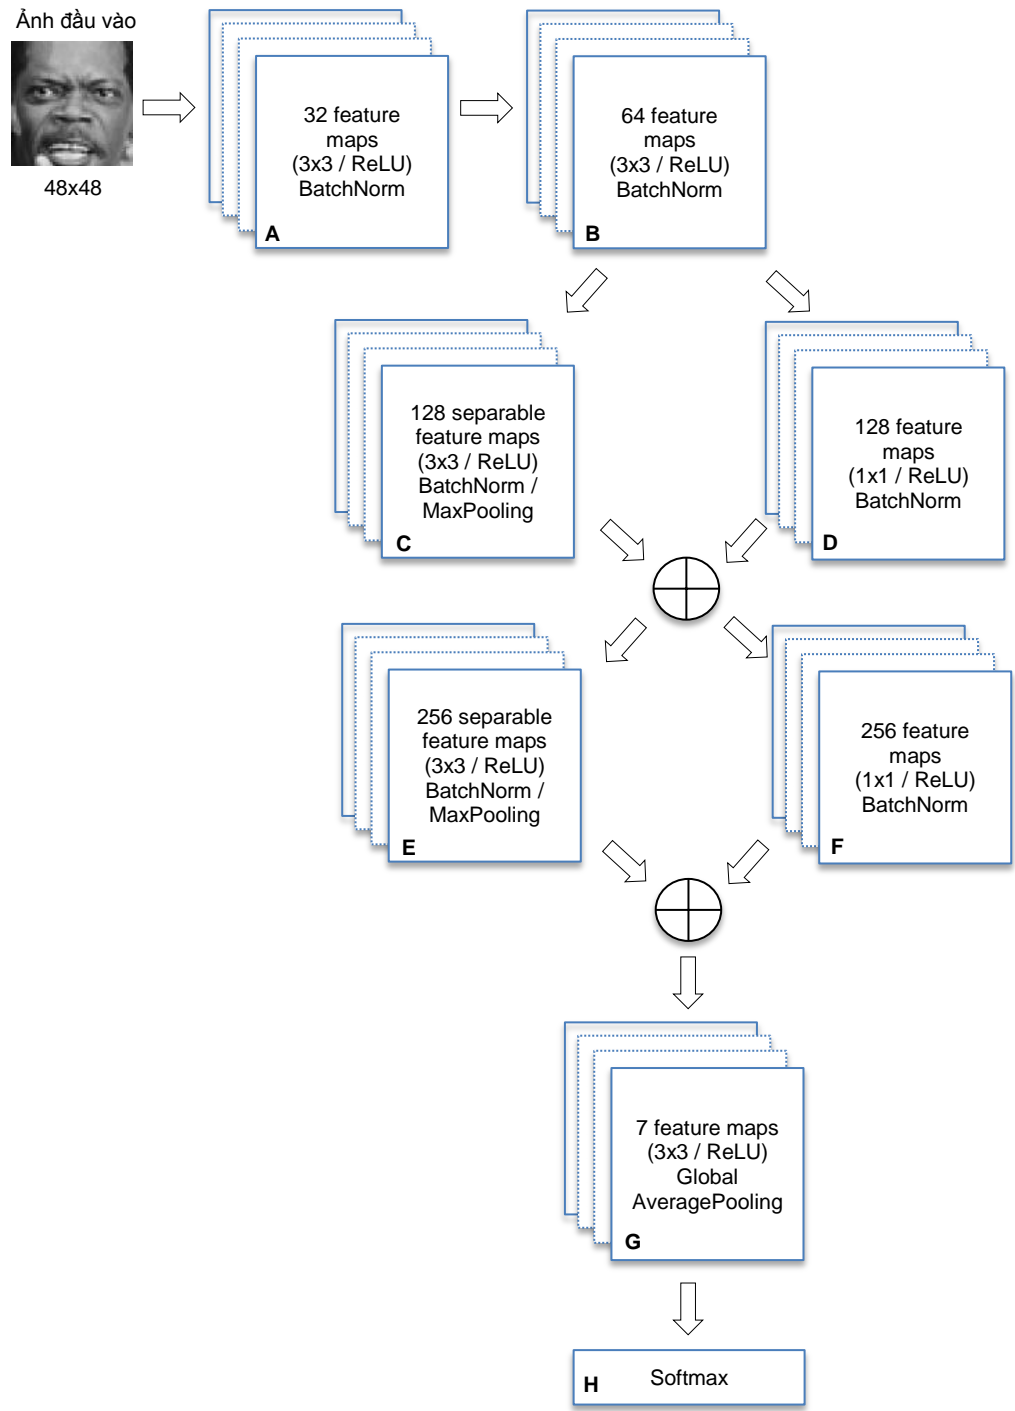 Ảnh đầu vào
48x48
32 feature
maps
(3x3 / ReLU)
BatchNorm
A
64 feature
maps
(3x3 / ReLU)
BatchNorm
B
128 separable
feature maps
(3x3 / ReLU)
BatchNorm /
MaxPooling
C
128 feature
maps
(1x1 / ReLU)
BatchNorm
D
256 separable
feature maps
(3x3 / ReLU)
BatchNorm /
MaxPooling
E
256 feature
maps
(1x1 / ReLU)
BatchNorm
F
7 feature maps
(3x3 / ReLU)
Global
AveragePooling
G
H Softmax